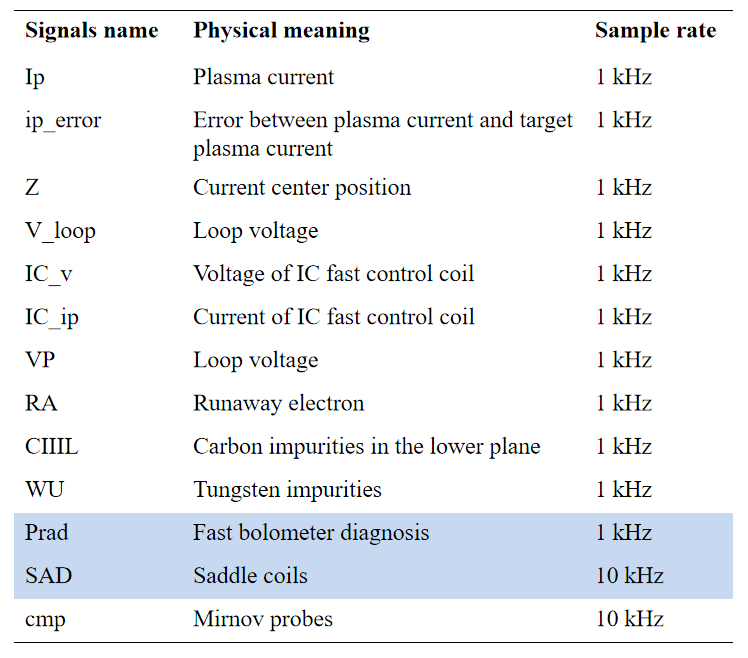 Signals name Physical meaning Sample rate
Ip Plasma current 1 kHz
ip_error Error between plasma current and target 1 kHz
plasma current
Z Current center position 1 kHz
V_loop Loop voltage 1 kHz
IC_v Voltage of IC fast control coil 1 kHz
IC_ip Current of IC fast control coil 1 kHz
VP Loop voltage 1 kHz
RA Runaway electron 1 kHz
CIIIL Carbon impurities in the lower plane 1 kHz
WU Tungsten impurities 1 kHz
Prad Fast bolometer diagnosis 1 kHz
SAD Saddle coils 10 kHz
cmp Mirnov probes 10 kHz